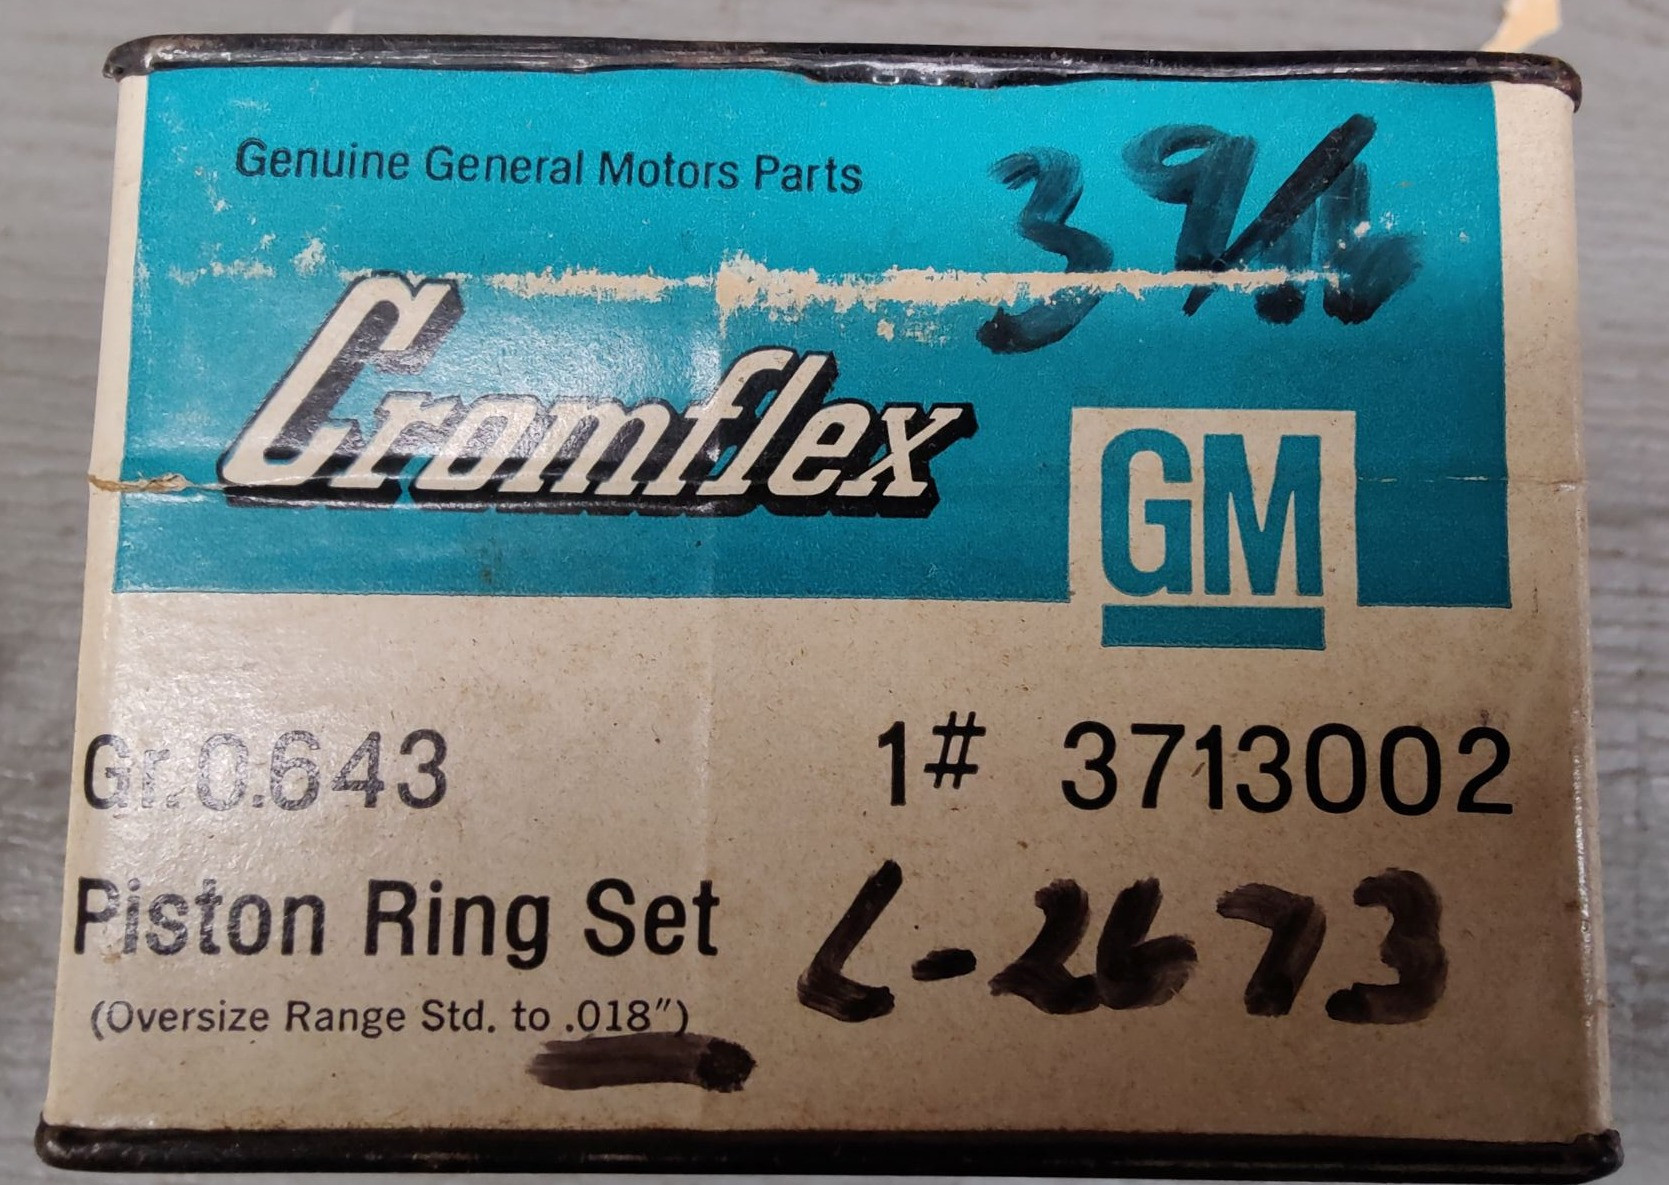 Genuine General Motors Parts
3 9/16
Cromflex
GM
Gr. 0.643 1# 3713002
Piston Ring Set L-2673
(Oversize Range Std. to .018")